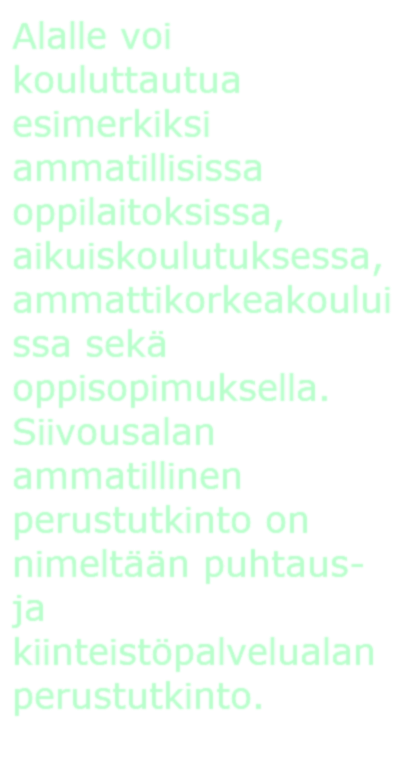 Alalle voi
kouluttautua
esimerkiksi
ammatillisissa
oppilaitoksissa,
aikuiskoulutuksessa,
ammattikorkeakoului
ssa sekä
oppisopimuksella.
Siivousalan
ammatillinen
perustutkinto on
nimeltään puhtaus-
ja
kiinteistöpalvelualan
perustutkinto.